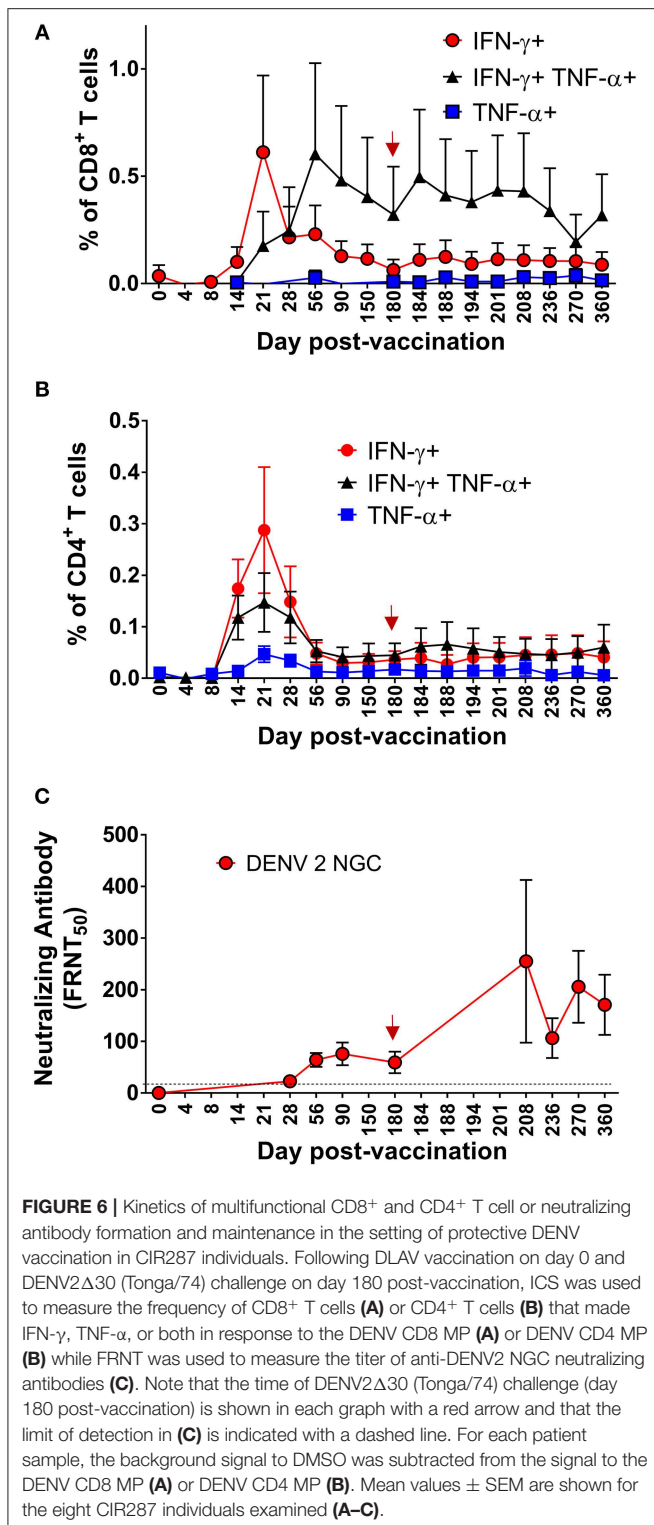 A
IFN-γ+
IFN-γ+ TNF-α+
TNF-α+
% of CD8+ T cells
1.0
0.5
0.0
0 4 8 14 21 28 56 90 150 180 184 188 194 201 208 236 270 360
Day post-vaccination
B
IFN-γ+
IFN-γ+ TNF-α+
TNF-α+
% of CD4+ T cells
0.5
0.4
0.3
0.2
0.1
0.0
0 4 8 14 21 28 56 90 150 180 184 188 194 201 208 236 270 360
Day post-vaccination
C
DENV 2 NGC
Neutralizing Antibody
(FRNT50)
500
400
300
200
100
0
0 4 8 14 21 28 56 90 150 180 184 188 194 201 208 236 270 360
Day post-vaccination
FIGURE 6 | Kinetics of multifunctional CD8+ and CD4+ T cell or neutralizing
antibody formation and maintenance in the setting of protective DENV
vaccination in CIR287 individuals. Following DLAV vaccination on day 0 and
DENV2Δ30 (Tonga/74) challenge on day 180 post-vaccination, ICS was used
to measure the frequency of CD8+ T cells (A) or CD4+ T cells (B) that made
IFN-γ, TNF-α, or both in response to the DENV CD8 MP (A) or DENV CD4 MP
(B) while FRNT was used to measure the titer of anti-DENV2 NGC neutralizing
antibodies (C). Note that the time of DENV2Δ30 (Tonga/74) challenge (day
180 post-vaccination) is shown in each graph with a red arrow and that the
limit of detection in (C) is indicated with a dashed line. For each patient
sample, the background signal to DMSO was subtracted from the signal to the
DENV CD8 MP (A) or DENV CD4 MP (B). Mean values ± SEM are shown for
the eight CIR287 individuals examined (A–C).